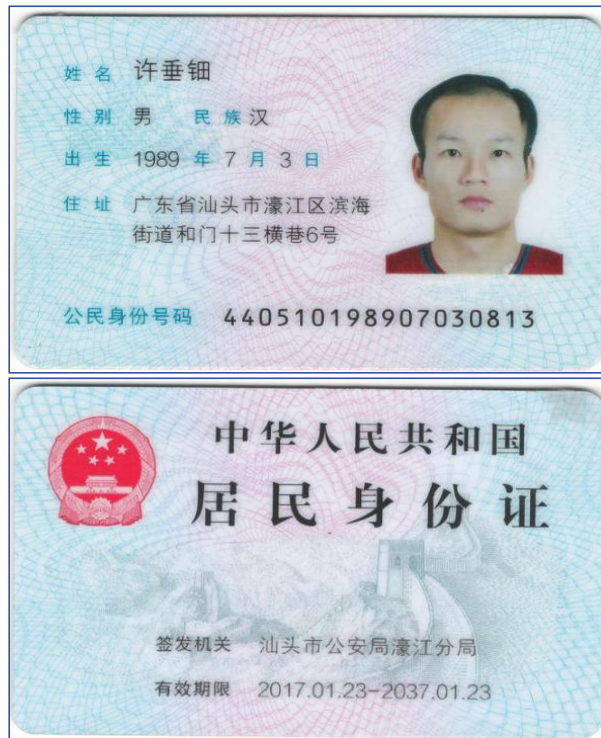 姓名 许垂钿
性别 男 民族 汉
出生 1989 年 7 月 3 日
住址 广东省汕头市濠江区滨海
街道和门十三横巷6号
公民身份号码 440510198907030813
中华人民共和国
居民身份证
签发机关 汕头市公安局濠江分局
有效期限 2017.01.23-2037.01.23